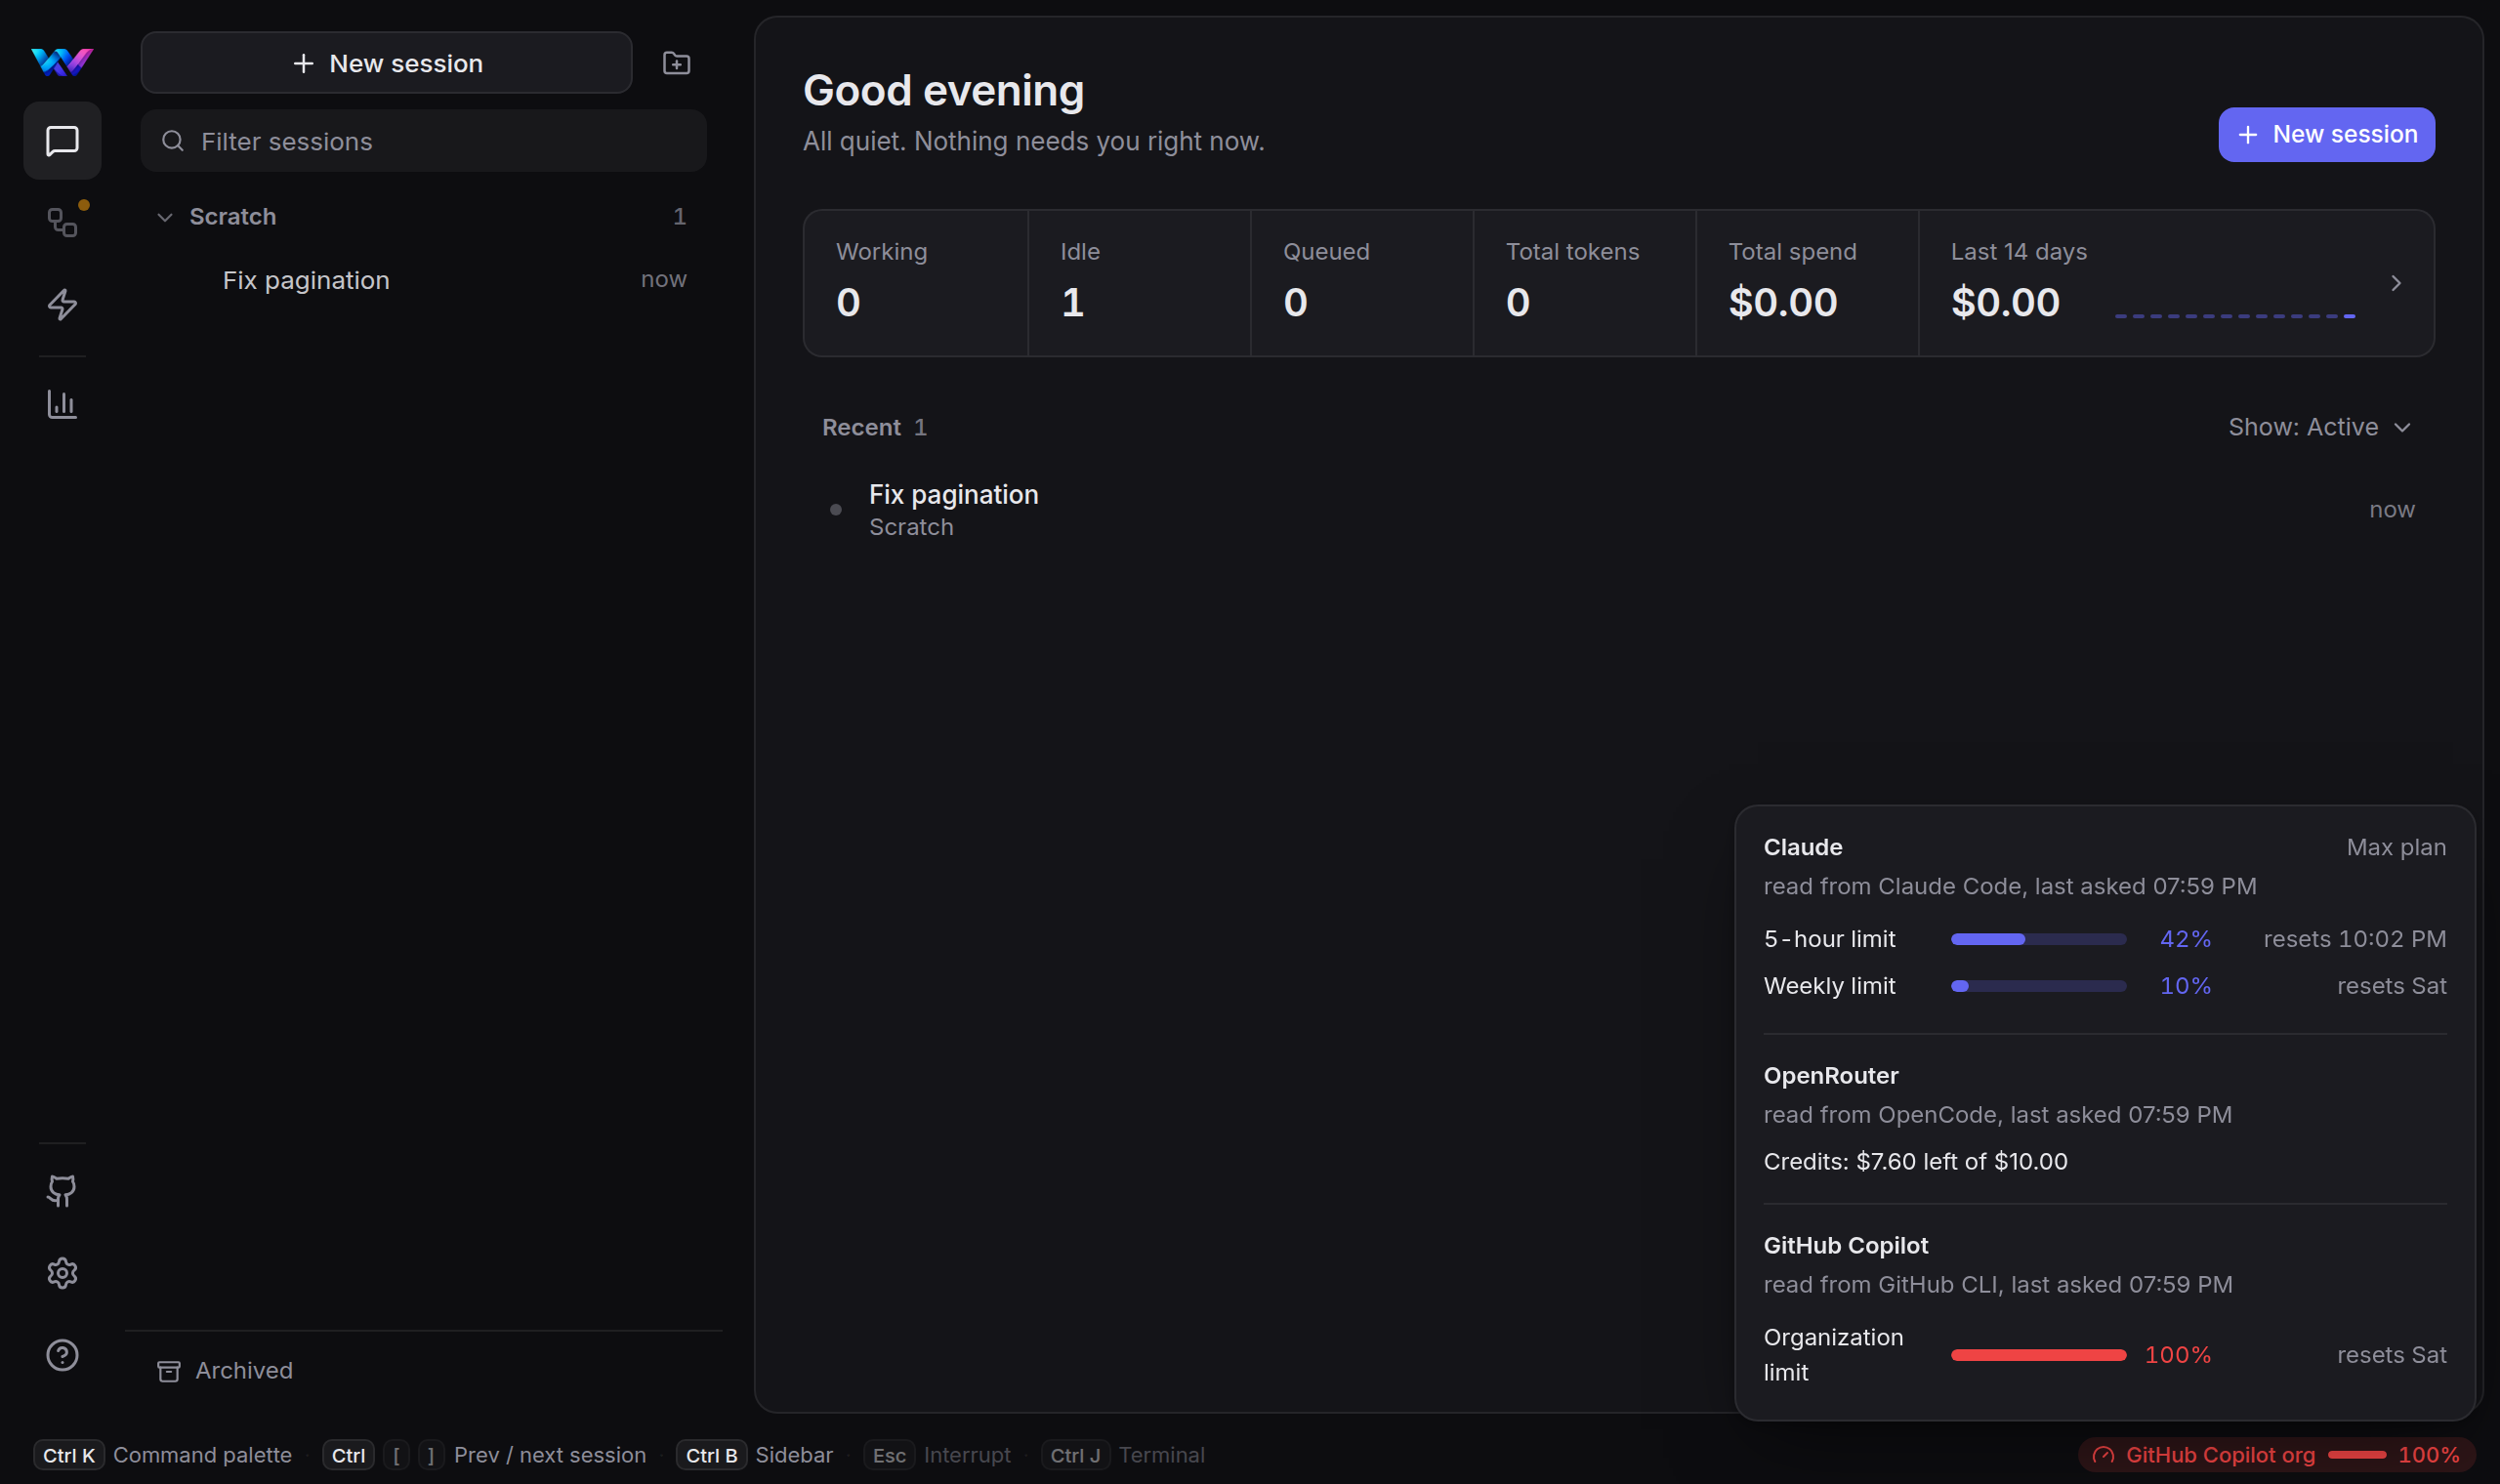 New session
Filter sessions
Scratch 1
Fix pagination now
Archived
Good evening
All quiet. Nothing needs you right now.
New session
Working
0
Idle
1
Queued
0
Total tokens
0
Total spend
$0.00
Last 14 days
$0.00
Recent 1
Show: Active
Fix pagination
Scratch
now
Claude Max plan
read from Claude Code, last asked 07:59 PM
5-hour limit 42% resets 10:02 PM
Weekly limit 10% resets Sat
OpenRouter
read from OpenCode, last asked 07:59 PM
Credits: $7.60 left of $10.00
GitHub Copilot
read from GitHub CLI, last asked 07:59 PM
Organization
limit
100% resets Sat
Ctrl K Command palette · Ctrl [ ] Prev / next session · Ctrl B Sidebar · Esc Interrupt · Ctrl J Terminal
GitHub Copilot org 100%